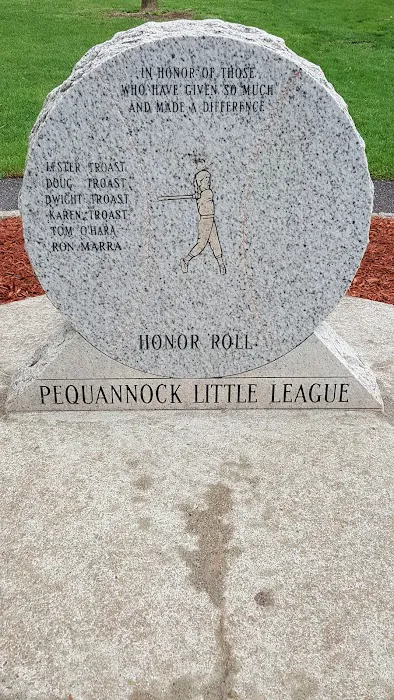 IN HONOR OF THOSE
WHO HAVE GIVEN SO MUCH
AND MADE A DIFFERENCE
LESTER TROAST
DOUG TROAST
DWIGHT TROAST
KAREN TROAST
TOM O'HARA
RON MARRA
HONOR ROLL
PEQUANNOCK LITTLE LEAGUE